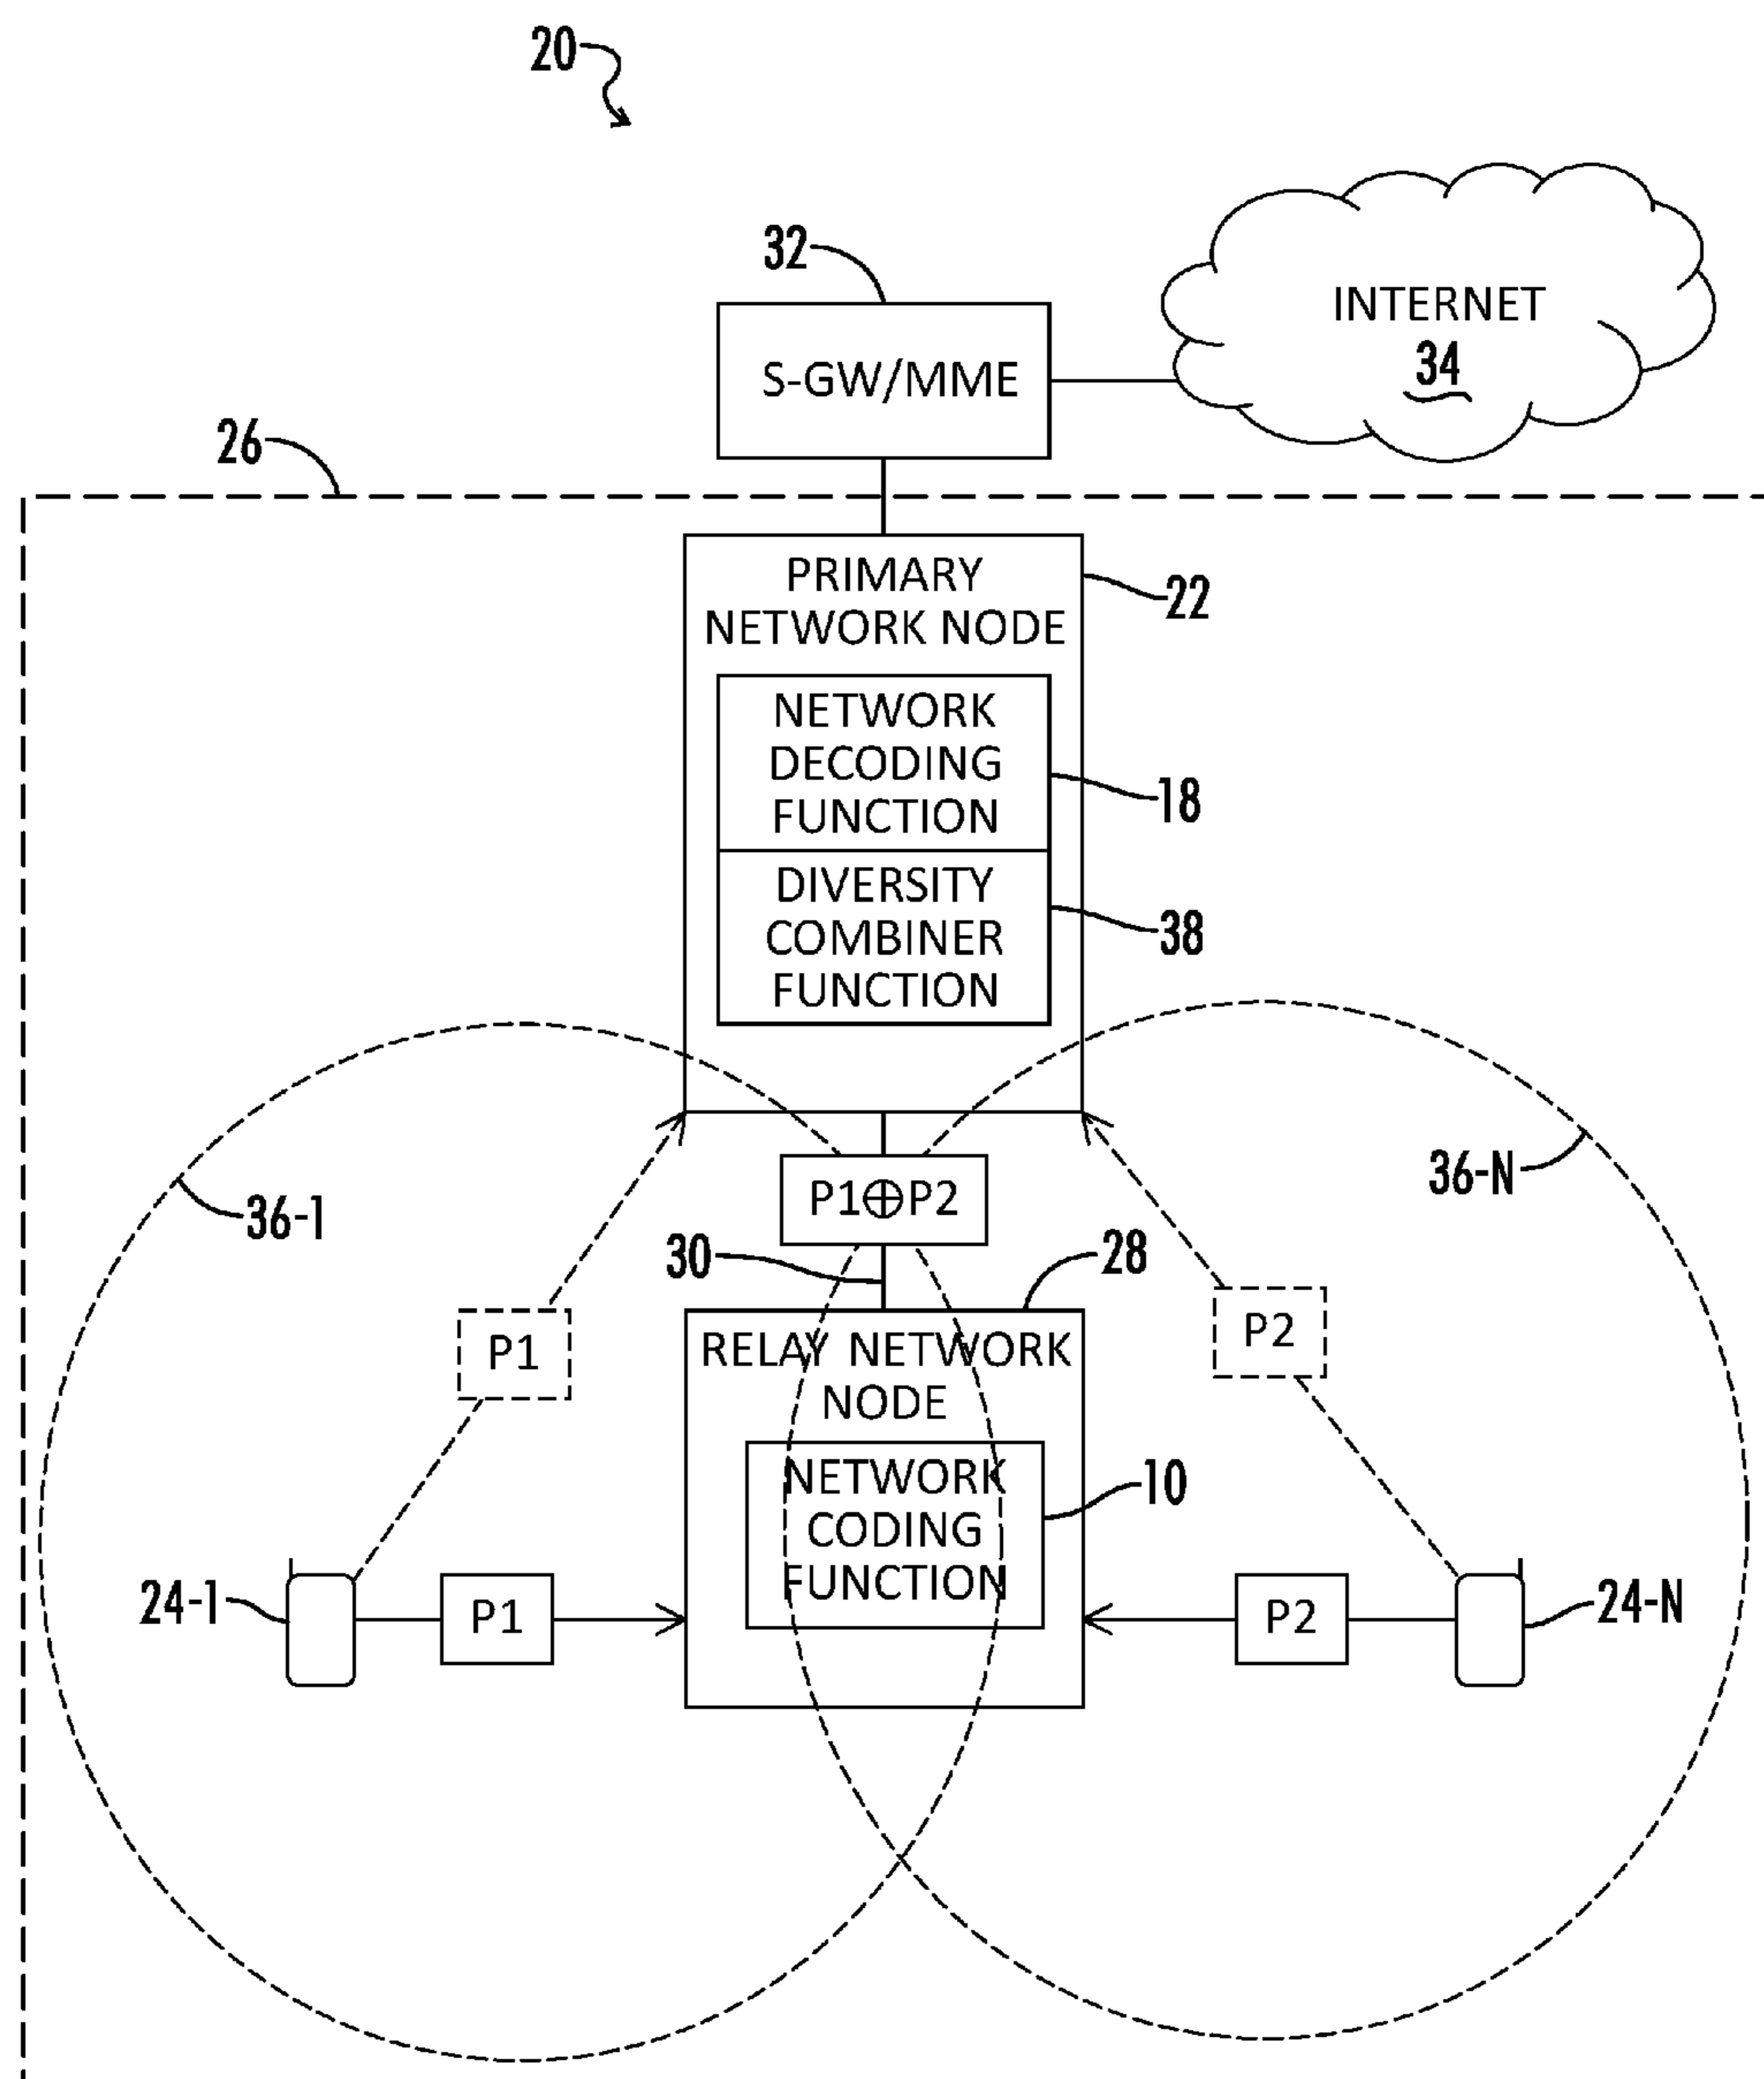 20
32
INTERNET
34
S-GW/MME
26
PRIMARY
NETWORK NODE
22
NETWORK
DECODING
FUNCTION
18
DIVERSITY
COMBINER
FUNCTION
38
36-1
36-N
P1⊕P2
30
28
P1
P2
RELAY NETWORK
NODE
NETWORK
CODING
FUNCTION
10
24-1
P1
P2
24-N